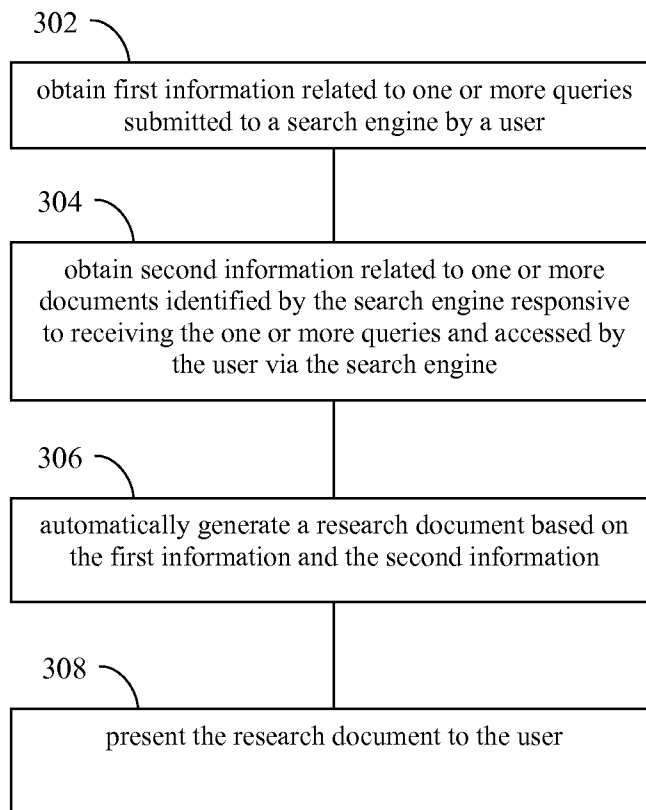 302
obtain first information related to one or more queries
submitted to a search engine by a user
304
obtain second information related to one or more
documents identified by the search engine responsive
to receiving the one or more queries and accessed by
the user via the search engine
306
automatically generate a research document based on
the first information and the second information
308
present the research document to the user